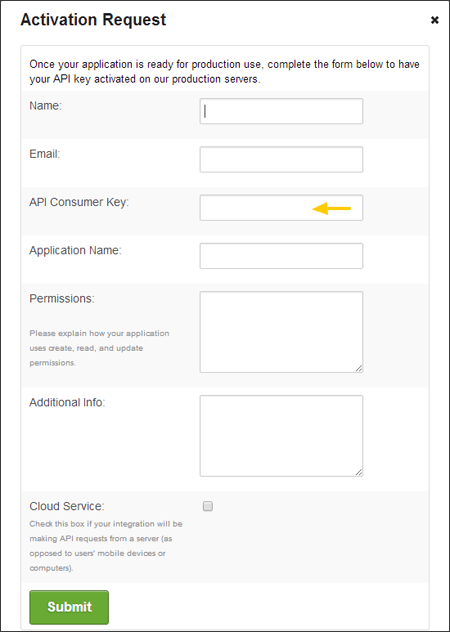 Activation Request
Once your application is ready for production use, complete the form below to have
your API key activated on our production servers.
Name:
Email:
API Consumer Key:
Application Name:
Permissions:
Please explain how your application
uses create, read, and update
permissions.
Additional Info:
Cloud Service:
Check this box if your integration will be
making API requests from a server (as
opposed to users' mobile devices or
computers).
Submit